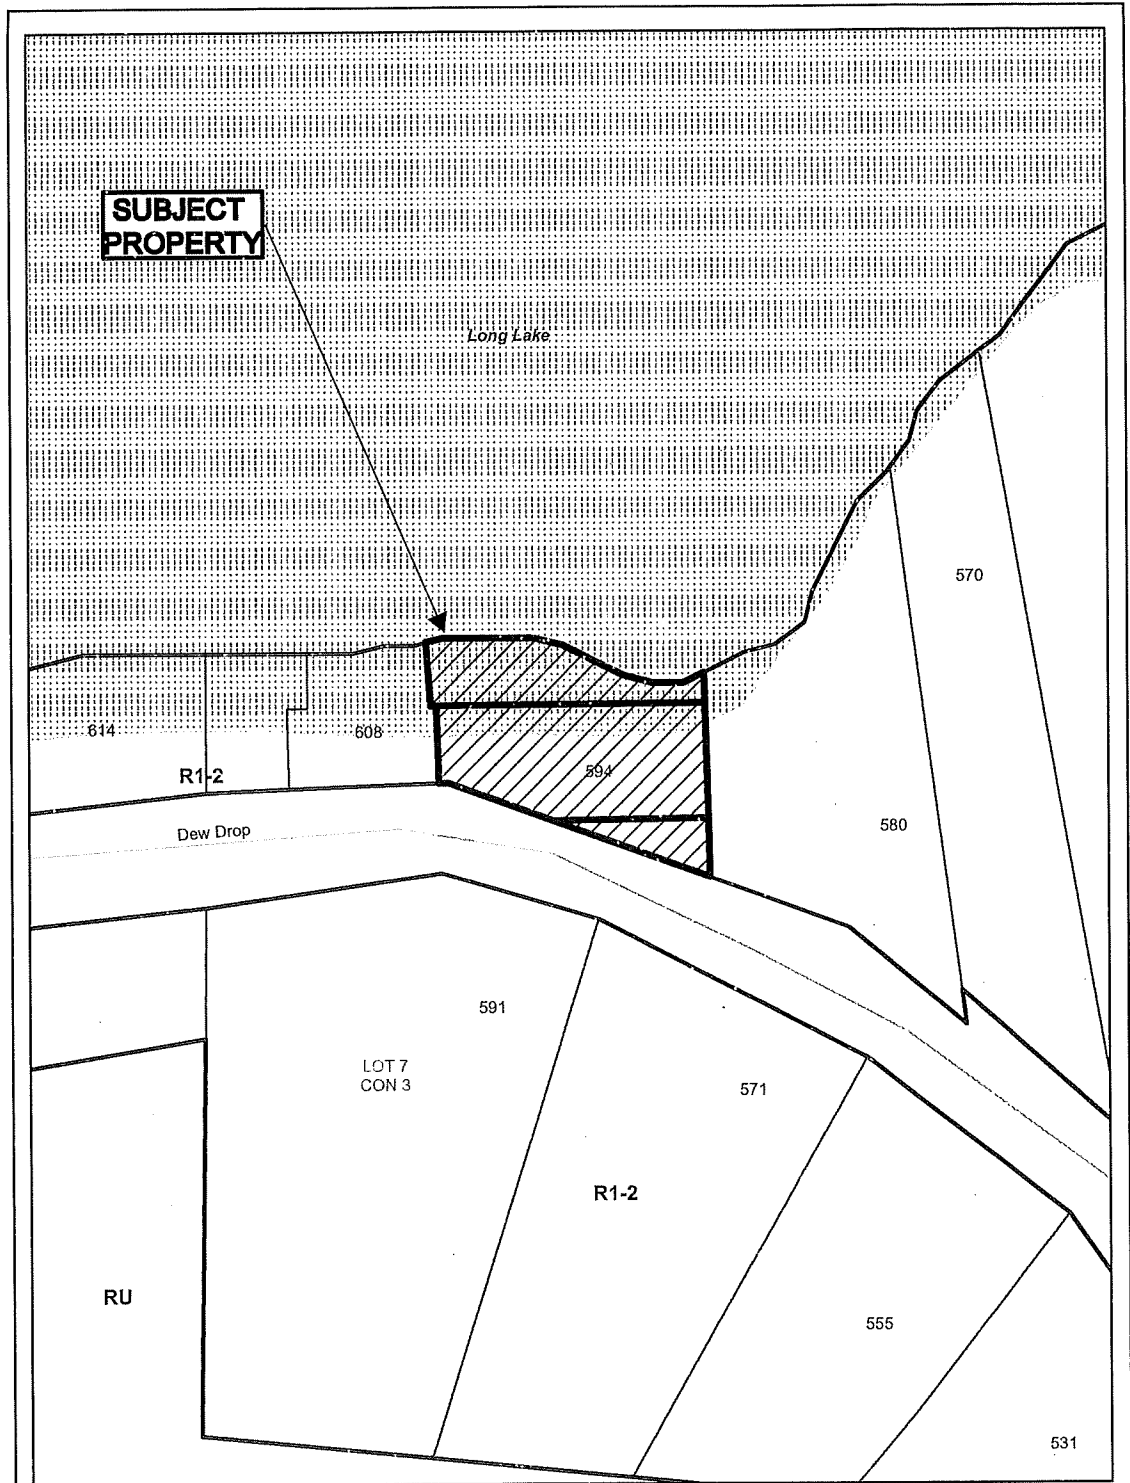 SUBJECT
PROPERTY
Long Lake
570
614
608
R1-2
594
Dew Drop
580
591
LOT 7
CON 3
571
R1-2
RU
555
531